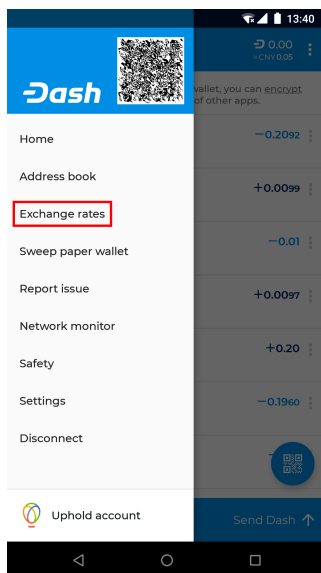 13:40
Dash
0.00
≈CNY 0.05
wallet, you can encrypt
of other apps.
Home
−0.2092
Address book
+0.0099
Exchange rates
−0.01
Sweep paper wallet
Report issue
+0.0097
Network monitor
+0.20
Safety
Settings
−0.1960
Disconnect
Uphold account
Send Dash